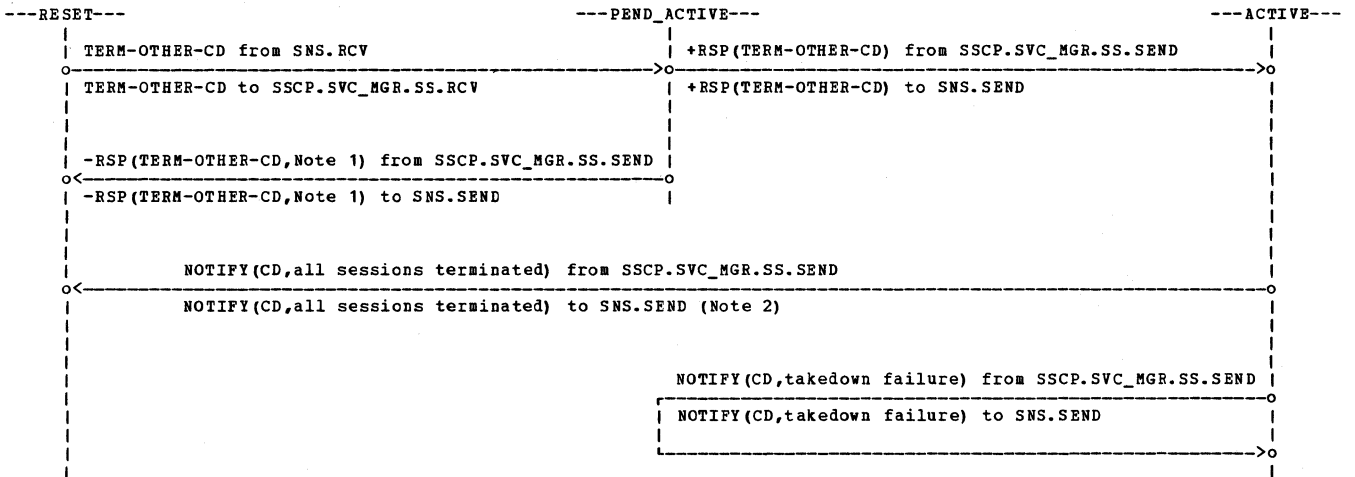 ---RESET--- ---PEND_ACTIVE--- ---ACTIVE---
TERM-OTHER-CD from SNS.RCV
+RSP(TERM-OTHER-CD) from SSCP.SVC_MGR.SS.SEND
TERM-OTHER-CD to SSCP.SVC_MGR.SS.RCV
+RSP(TERM-OTHER-CD) to SNS.SEND
-RSP(TERM-OTHER-CD,Note 1) from SSCP.SVC_MGR.SS.SEND
-RSP(TERM-OTHER-CD,Note 1) to SNS.SEND
NOTIFY(CD,all sessions terminated) from SSCP.SVC_MGR.SS.SEND
NOTIFY(CD,all sessions terminated) to SNS.SEND (Note 2)
NOTIFY(CD,takedown failure) from SSCP.SVC_MGR.SS.SEND
NOTIFY(CD,takedown failure) to SNS.SEND